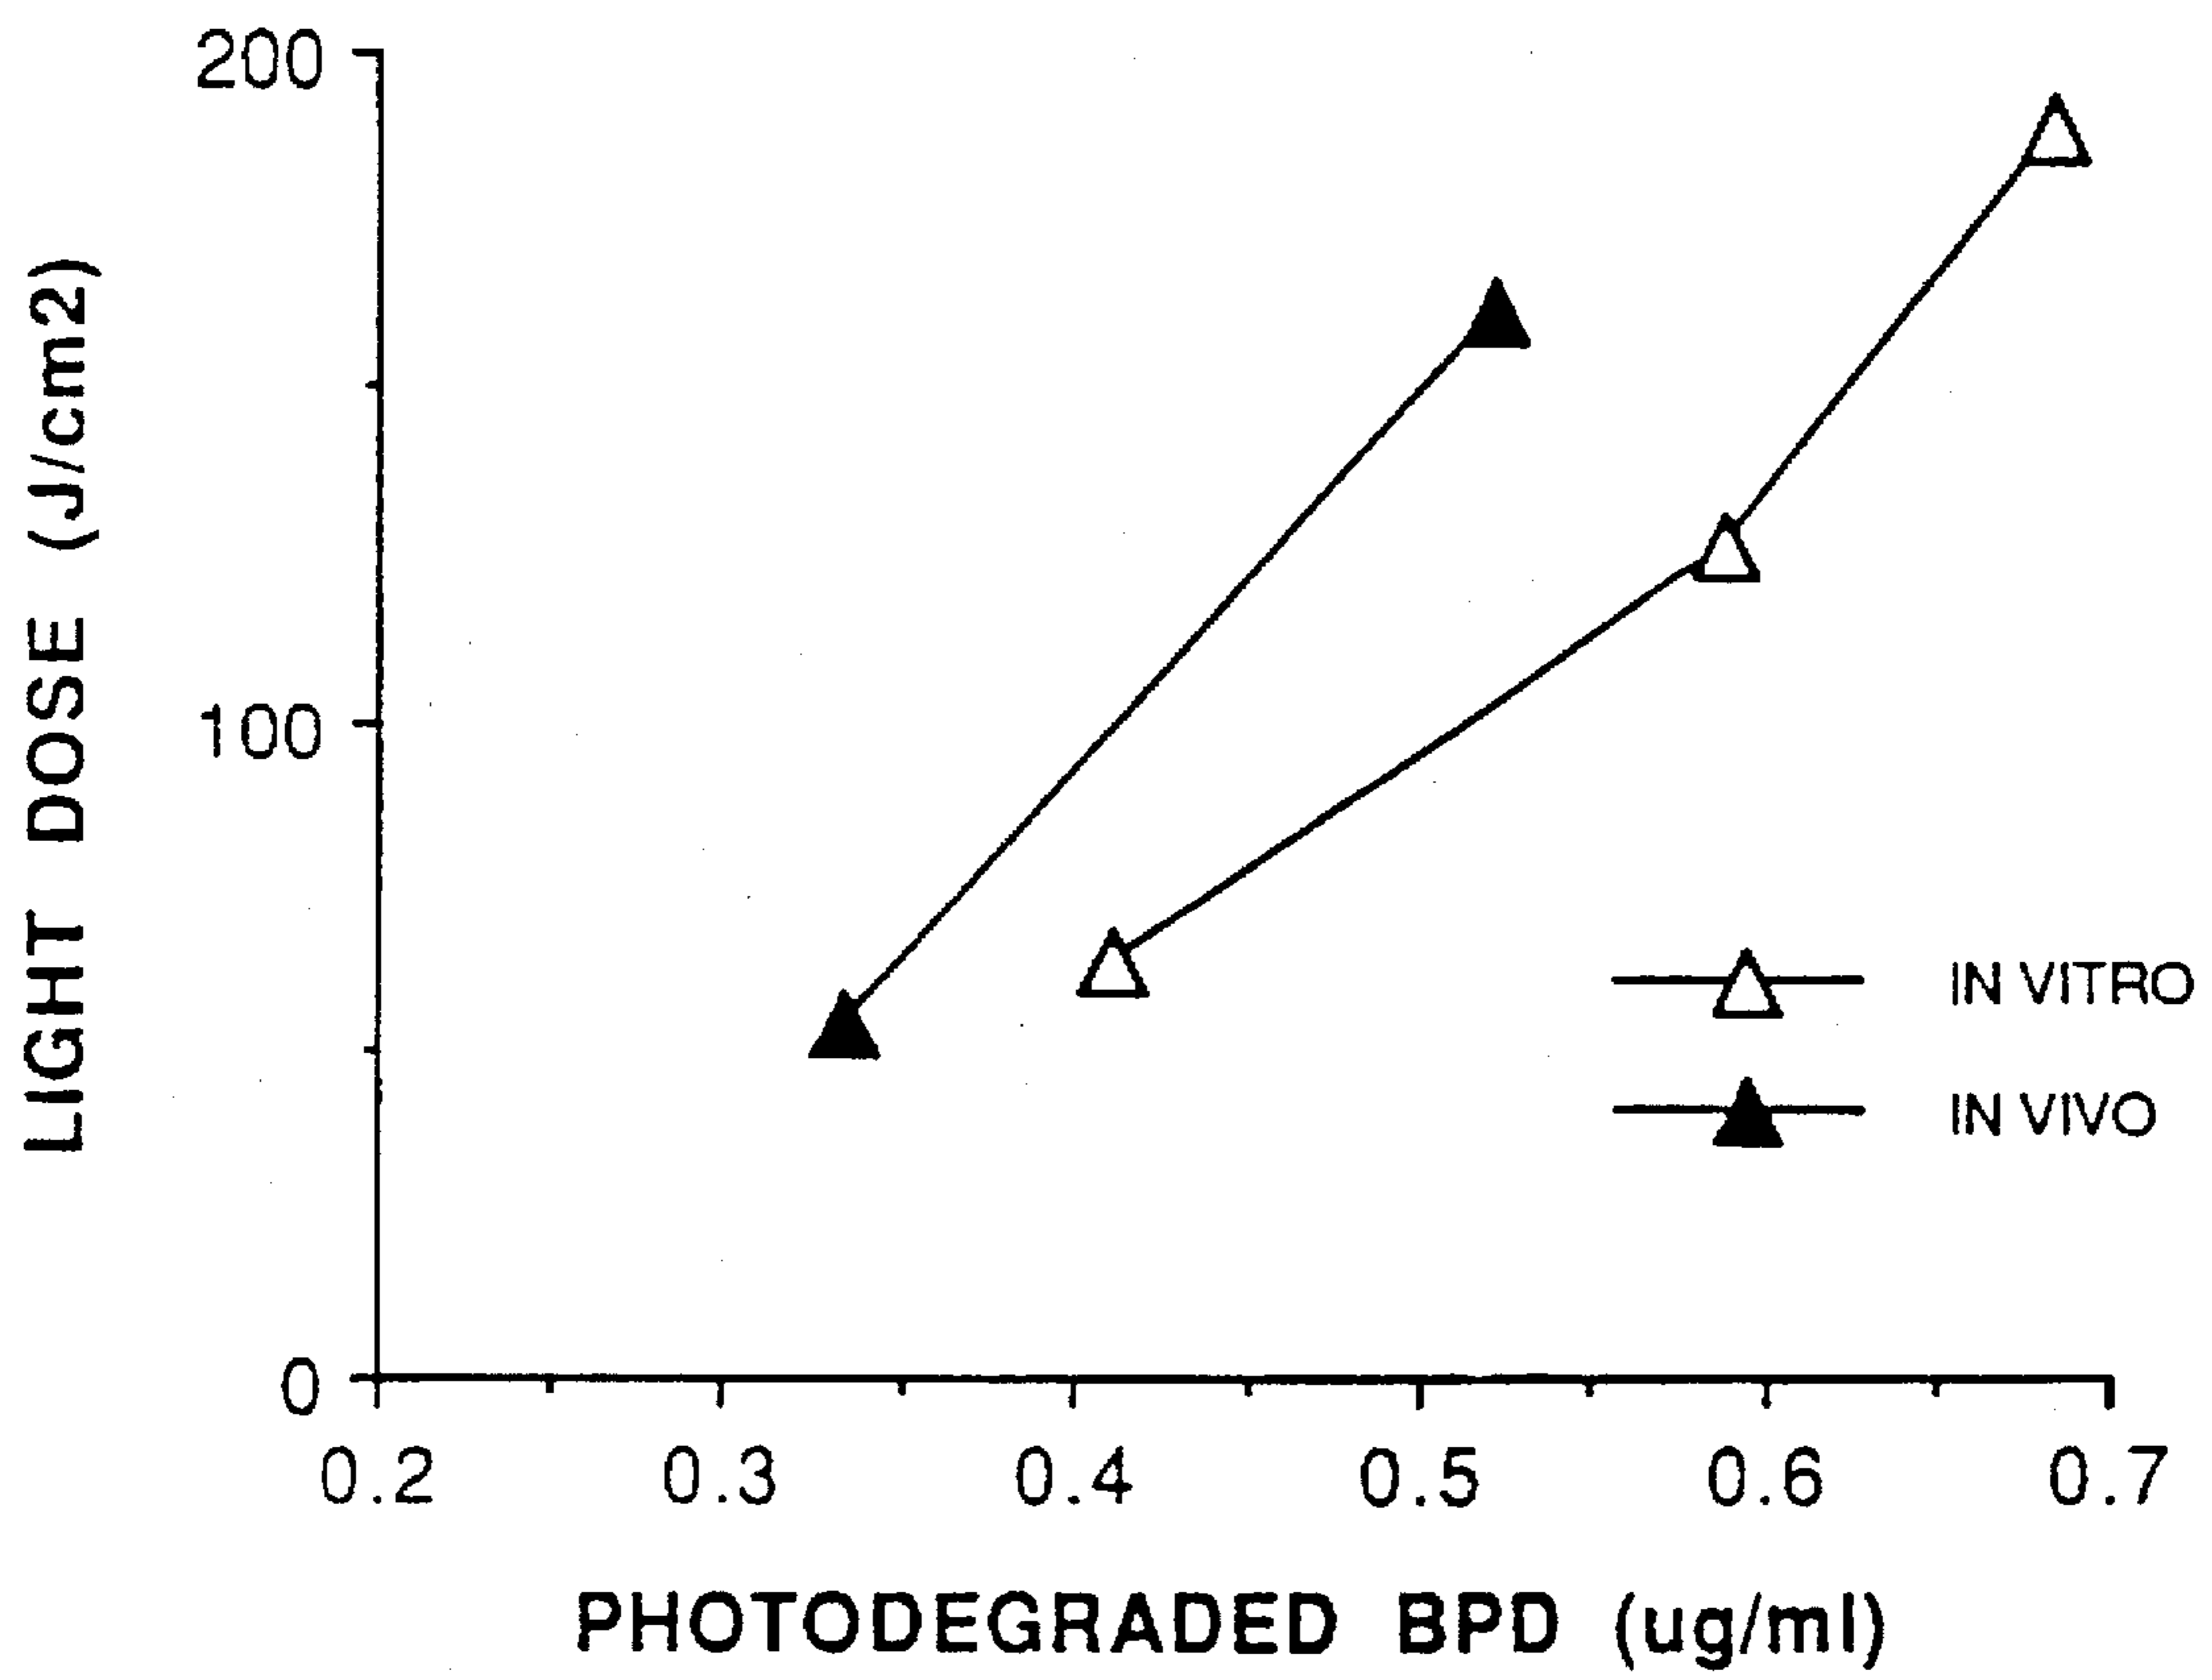 200
100
0
LIGHT DOSE (J/cm2)
IN VITRO
IN VIVO
0.2 0.3 0.4 0.5 0.6 0.7
PHOTODEGRADED BPD (ug/ml)